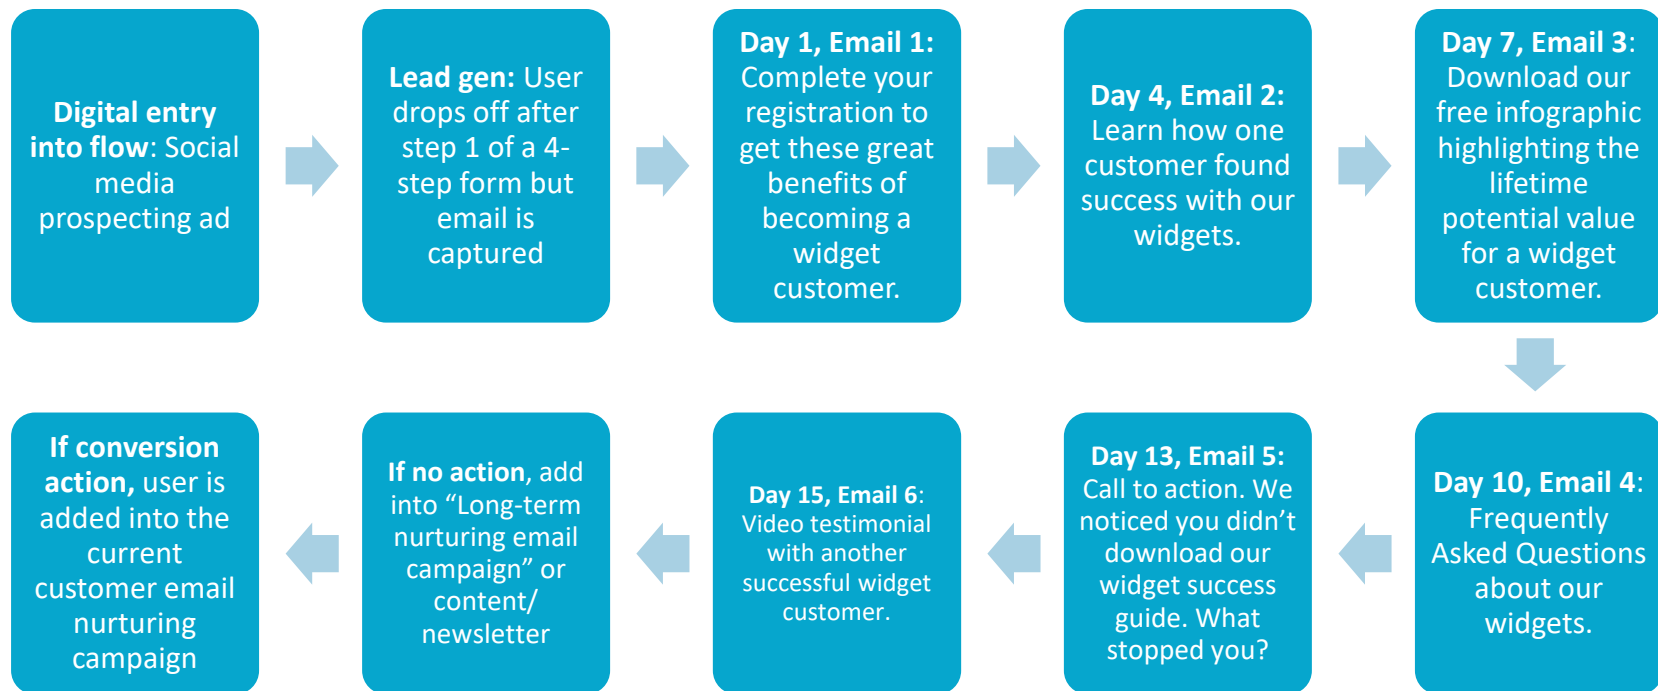 Digital entry
into flow: Social
media
prospecting ad
Lead gen: User
drops off after
step 1 of a 4-
step form but
email is
captured
Day 1, Email 1:
Complete your
registration to
get these great
benefits of
becoming a
widget
customer.
Day 4, Email 2:
Learn how one
customer found
success with our
widgets.
Day 7, Email 3:
Download our
free infographic
highlighting the
lifetime
potential value
for a widget
customer.
Day 10, Email 4:
Frequently
Asked Questions
about our
widgets.
Day 13, Email 5:
Call to action. We
noticed you didn’t
download our
widget success
guide. What
stopped you?
Day 15, Email 6:
Video testimonial
with another
successful widget
customer.
If no action, add
into “Long-term
nurturing email
campaign” or
content/
newsletter
If conversion
action, user is
added into the
current
customer email
nurturing
campaign